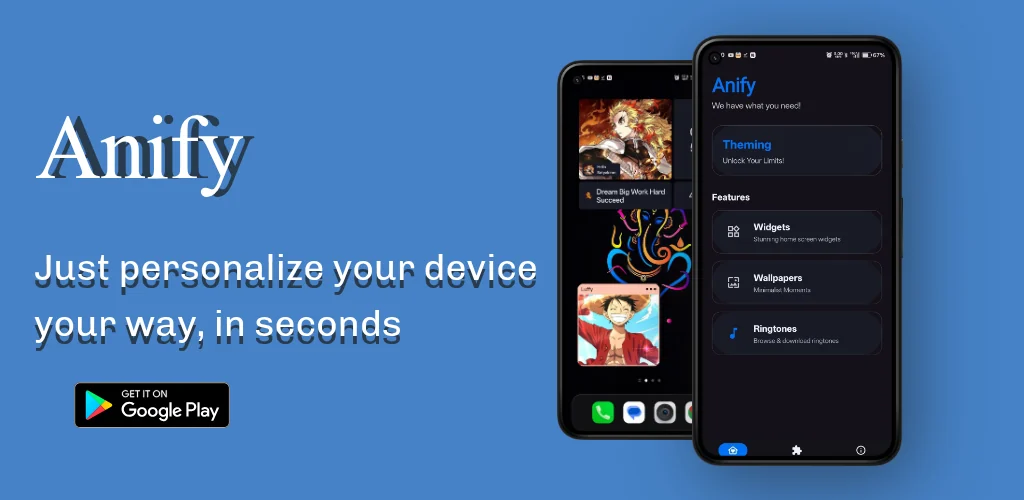 Anify
Just personalize your device
your way, in seconds
GET IT ON
Google Play
Dream Big Work Hard
Succeed
Luffy
67%
Anify
We have what you need!
Theming
Unlock Your Limits!
Features
Widgets
Stunning home screen widgets
Wallpapers
Minimalist Moments
Ringtones
Browse & download ringtones